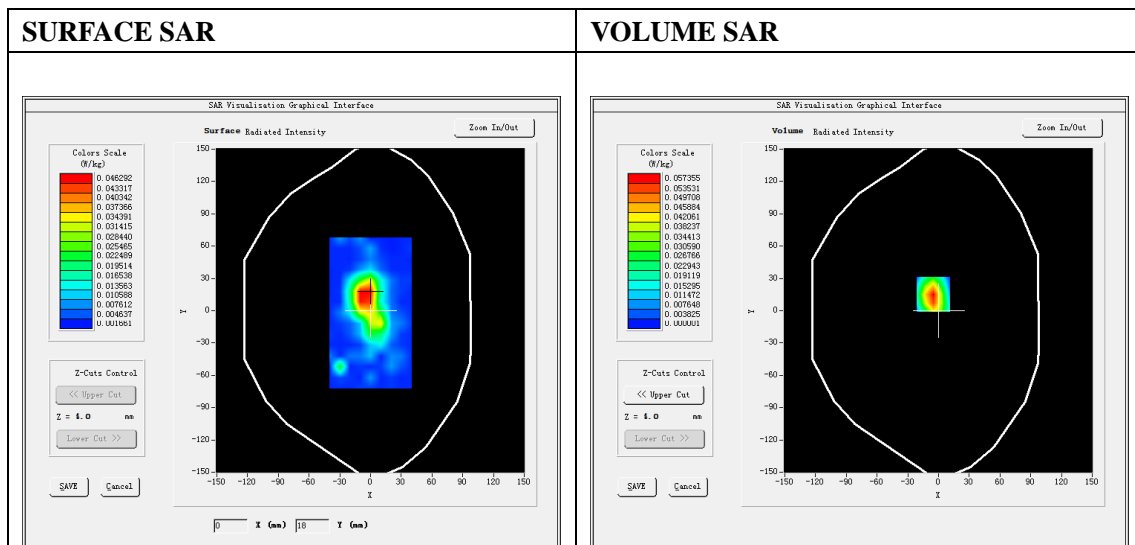 SURFACE SAR
VOLUME SAR
SAR Visualisation Graphical Interface
Surface Radiated Intensity
Zoom In/Out
Colors Scale
(W/kg)
0.046292
0.043317
0.040342
0.037366
0.034391
0.031415
0.028440
0.025465
0.022489
0.019514
0.016538
0.013563
0.010588
0.007612
0.004637
0.001661
150
120
90
60
30
0
-30
-60
-90
-120
-150
Y
-150 -120 -90 -60 -30 0 30 60 90 120 150
X
Z-Cuts Control
<< Upper Cut
Z = 4.0 mm
Lower Cut >>
SAVE Cancel
0 X (mm) 18 Y (mm)
SAR Visualisation Graphical Interface
Volume Radiated Intensity
Zoom In/Out
Colors Scale
(W/kg)
0.057355
0.053531
0.049708
0.045884
0.042061
0.038237
0.034413
0.030590
0.026766
0.022943
0.019119
0.015295
0.011472
0.007648
0.003825
0.000001
150
120
90
60
30
0
-30
-60
-90
-120
-150
Y
-150 -120 -90 -60 -30 0 30 60 90 120 150
X
Z-Cuts Control
<< Upper Cut
Z = 4.0 mm
Lower Cut >>
SAVE Cancel